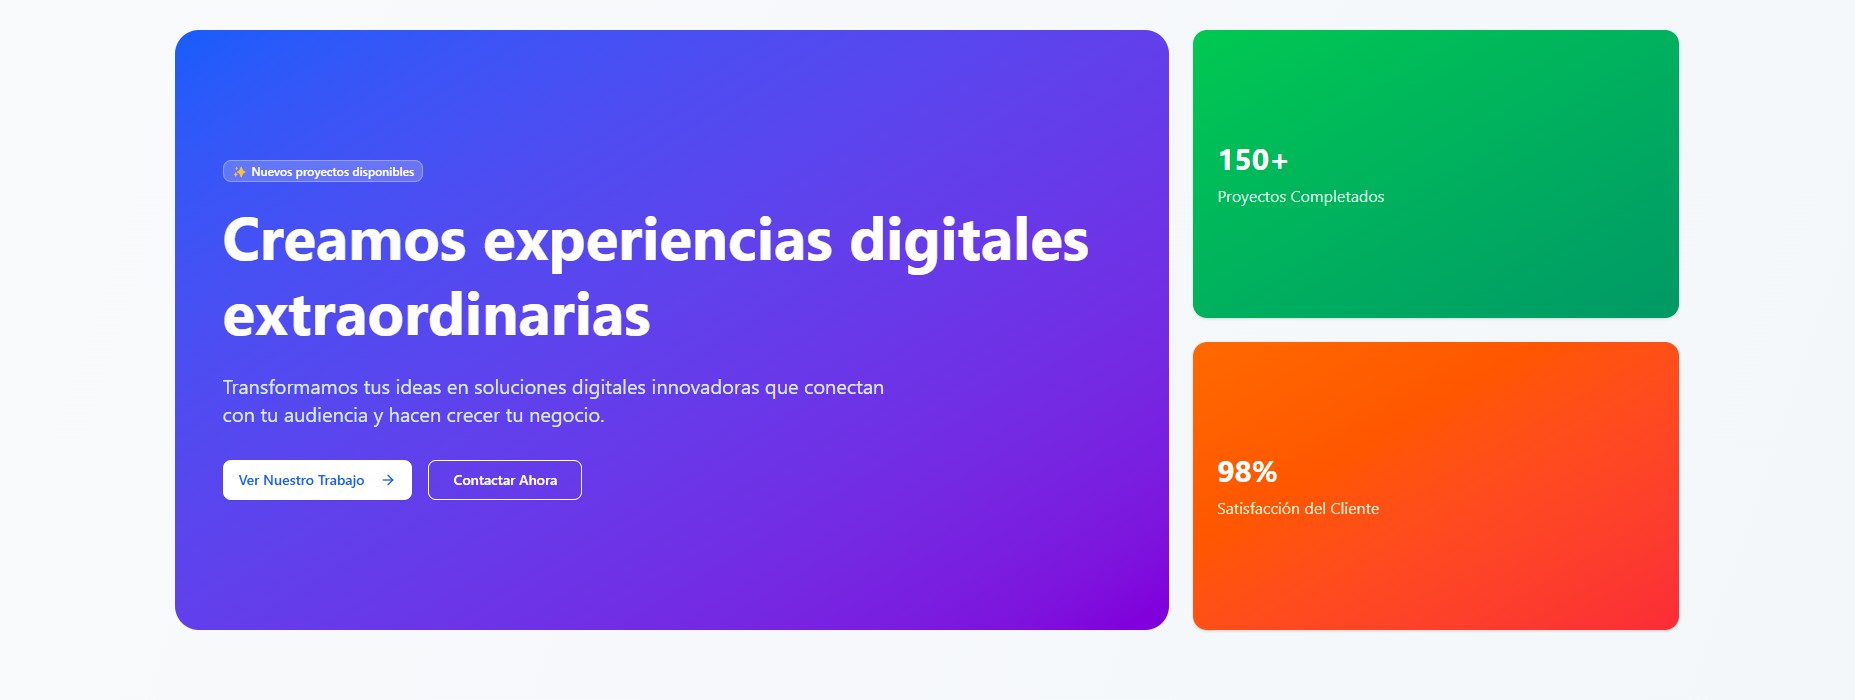 ✨ Nuevos proyectos disponibles
Creamos experiencias digitales
extraordinarias
Transformamos tus ideas en soluciones digitales innovadoras que conectan
con tu audiencia y hacen crecer tu negocio.
Ver Nuestro Trabajo →
Contactar Ahora
150+
Proyectos Completados
98%
Satisfacción del Cliente